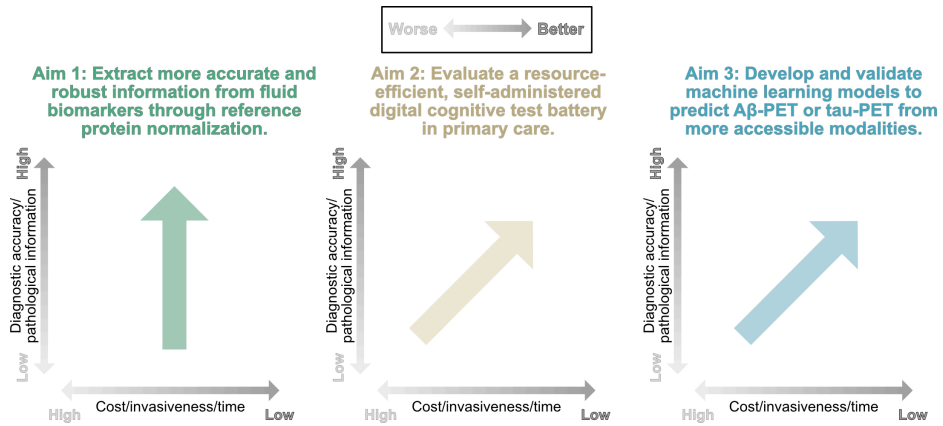 Worse Better
Aim 1: Extract more accurate and
robust information from fluid
biomarkers through reference
protein normalization.
High
Diagnostic accuracy/
pathological information
Low
High Cost/invasiveness/time Low
Aim 2: Evaluate a resource-
efficient, self-administered
digital cognitive test battery
in primary care.
High
Diagnostic accuracy/
pathological information
Low
High Cost/invasiveness/time Low
Aim 3: Develop and validate
machine learning models to
predict Aβ-PET or tau-PET from
more accessible modalities.
High
Diagnostic accuracy/
pathological information
Low
High Cost/invasiveness/time Low